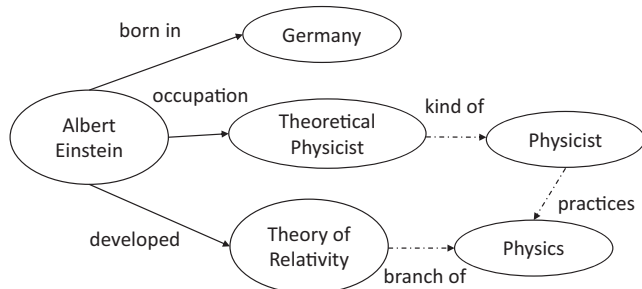 born in
Germany
occupation
kind of
Albert
Einstein
Theoretical
Physicist
Physicist
practices
developed
Theory of
Relativity
Physics
branch of